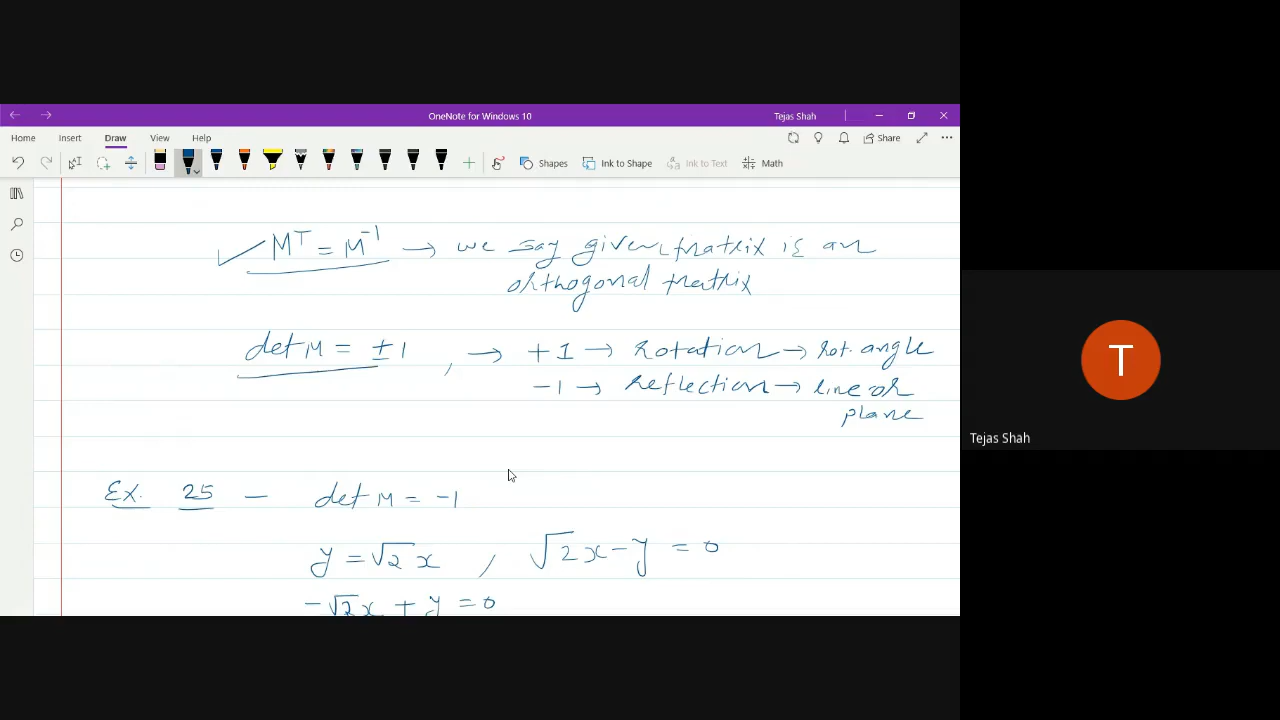 OneNote for Windows 10
Tejas Shah
Home Insert Draw View Help
Share
Shapes Ink to Shape Ink to Text Math
Mᵀ = M⁻¹ → we say given matrix is an
orthogonal matrix
det M = ±1 , → +1 → rotation → rot. angle
-1 → reflection → line or
plane
Ex. 25 — det M = -1
y = √2 x , √2x - y = 0
-√2x + y = 0
T
Tejas Shah